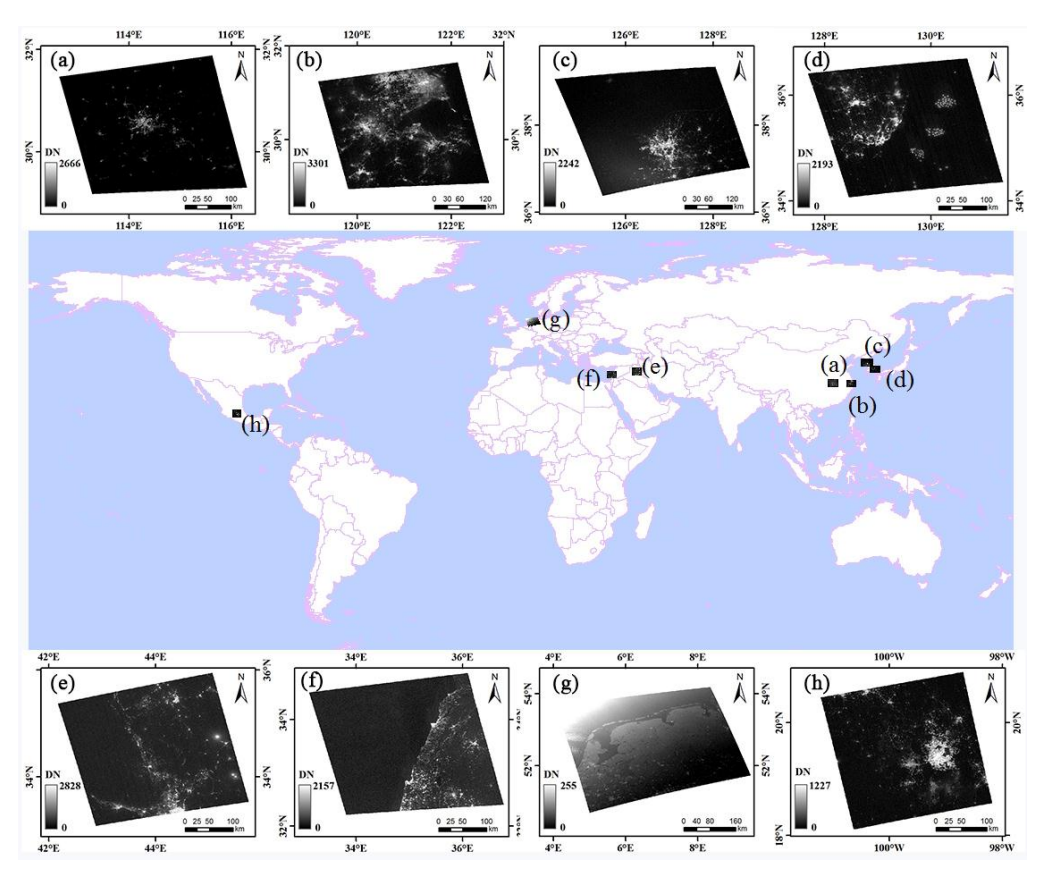 114°E 116°E
32°N
(a)
N
30°N
DN
2666
0
0 25 50 100
km
114°E 116°E
120°E 122°E
32°N
(b)
N
30°N
DN
3301
0
0 30 60 120
km
120°E 122°E
32°N
126°E 128°E
(c)
N
38°N
30°N
DN
2242
0
0 30 60 120
km
36°N
126°E 128°E
128°E 130°E
(d)
N
36°N
36°N
38°N
DN
2193
0
0 25 50 100
km
34°N
34°N
128°E 130°E
(g)
(c)
(f)
(e)
(a)
(d)
(b)
(h)
42°E 44°E
36°N
(e)
N
34°N
34°N
DN
2828
0
0 25 50 100
km
42°E 44°E
34°E 36°E
(f)
N
34°N
DN
2157
0
0 25 50 100
km
32°N
34°E 36°E
4°E 6°E 8°E
(g)
N
54°N
54°N
52°N
52°N
DN
255
0
0 40 80 160
km
4°E 6°E 8°E
100°W 98°W
(h)
N
20°N
20°N
DN
1227
0
0 25 50 100
km
18°N
100°W 98°W